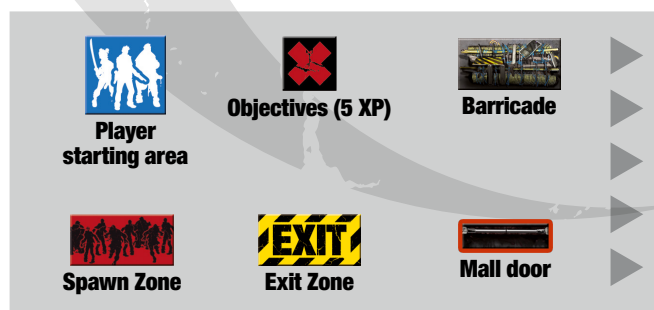 Player
starting area
Objectives (5 XP)
Barricade
Spawn Zone
EXIT
Exit Zone
Mall door